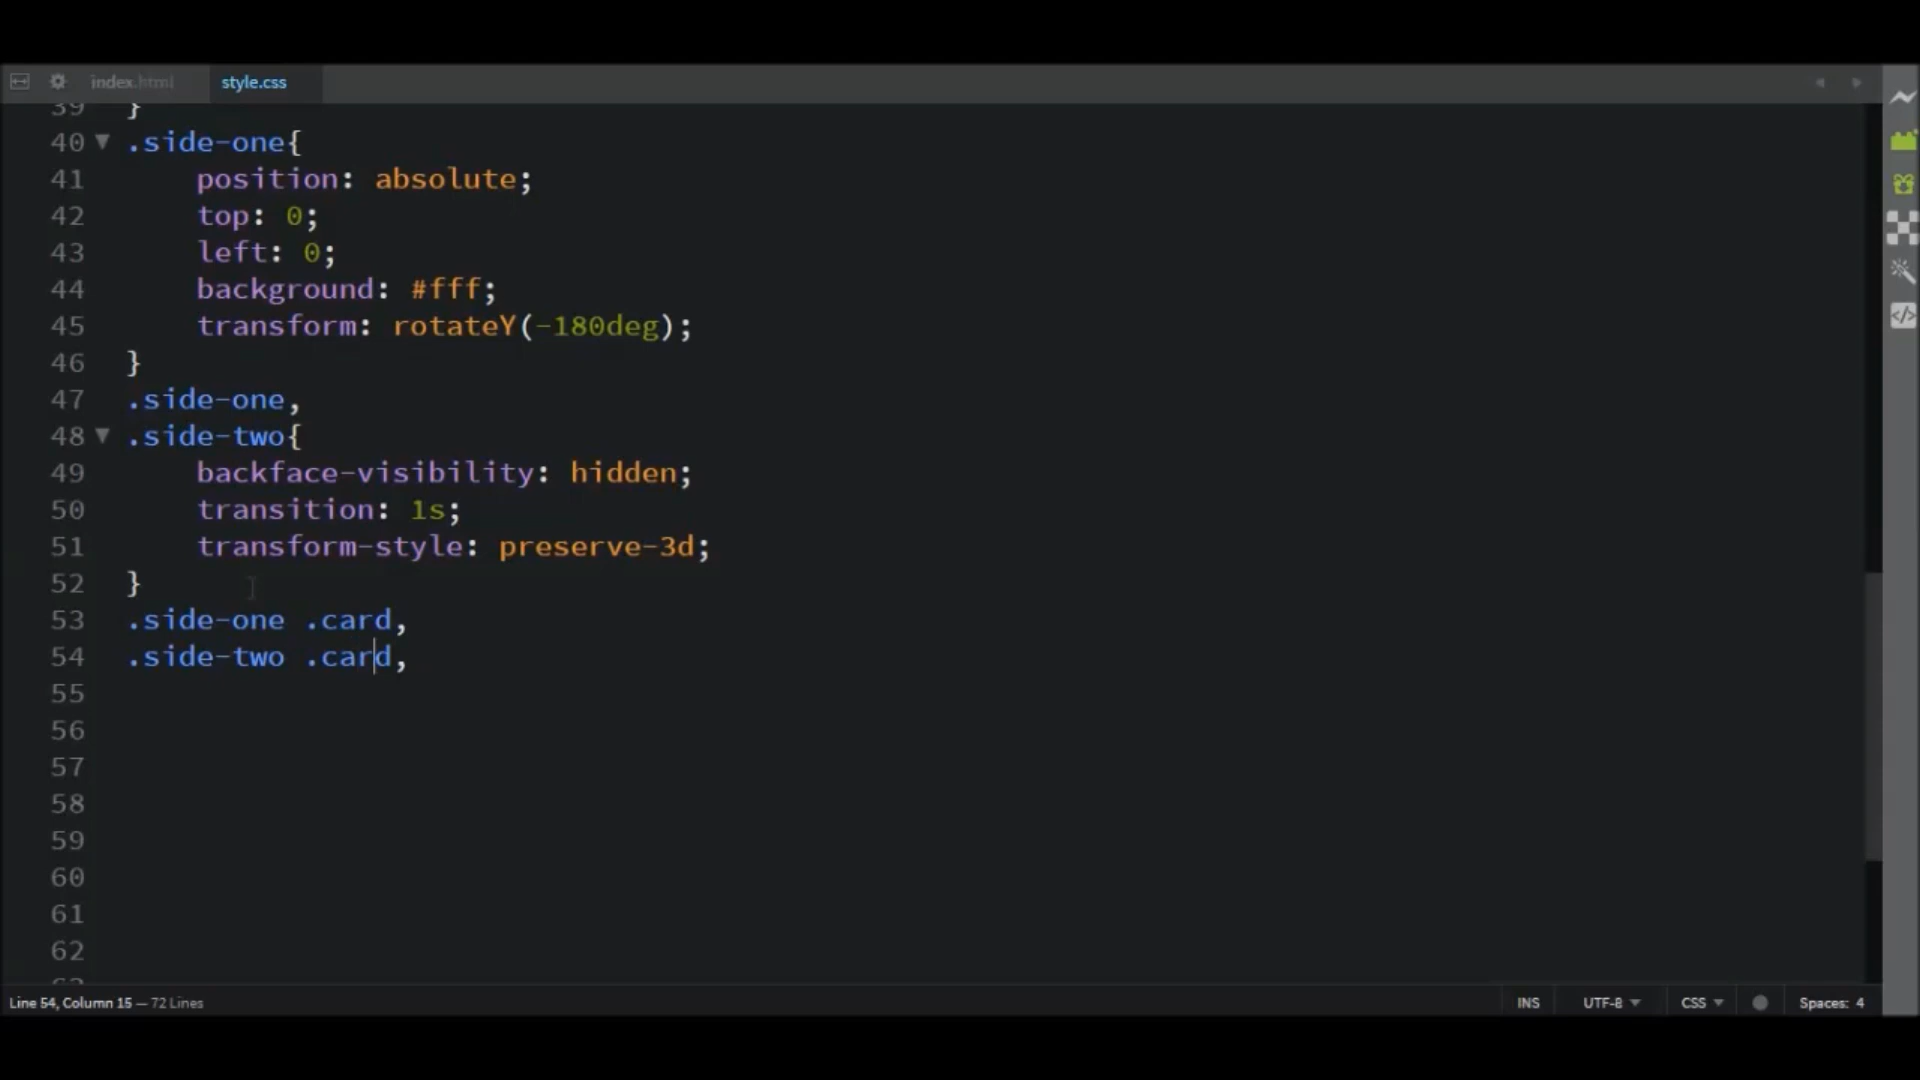 index.html style.css
39 }
40 ▼ .side-one{
41 position: absolute;
42 top: 0;
43 left: 0;
44 background: #fff;
45 transform: rotateY(-180deg);
46 }
47 .side-one,
48 ▼ .side-two{
49 backface-visibility: hidden;
50 transition: 1s;
51 transform-style: preserve-3d;
52 }
53 .side-one .card,
54 .side-two .card,
55
56
57
58
59
60
61
62
Line 54, Column 15 — 72 Lines INS UTF-8 CSS Spaces: 4